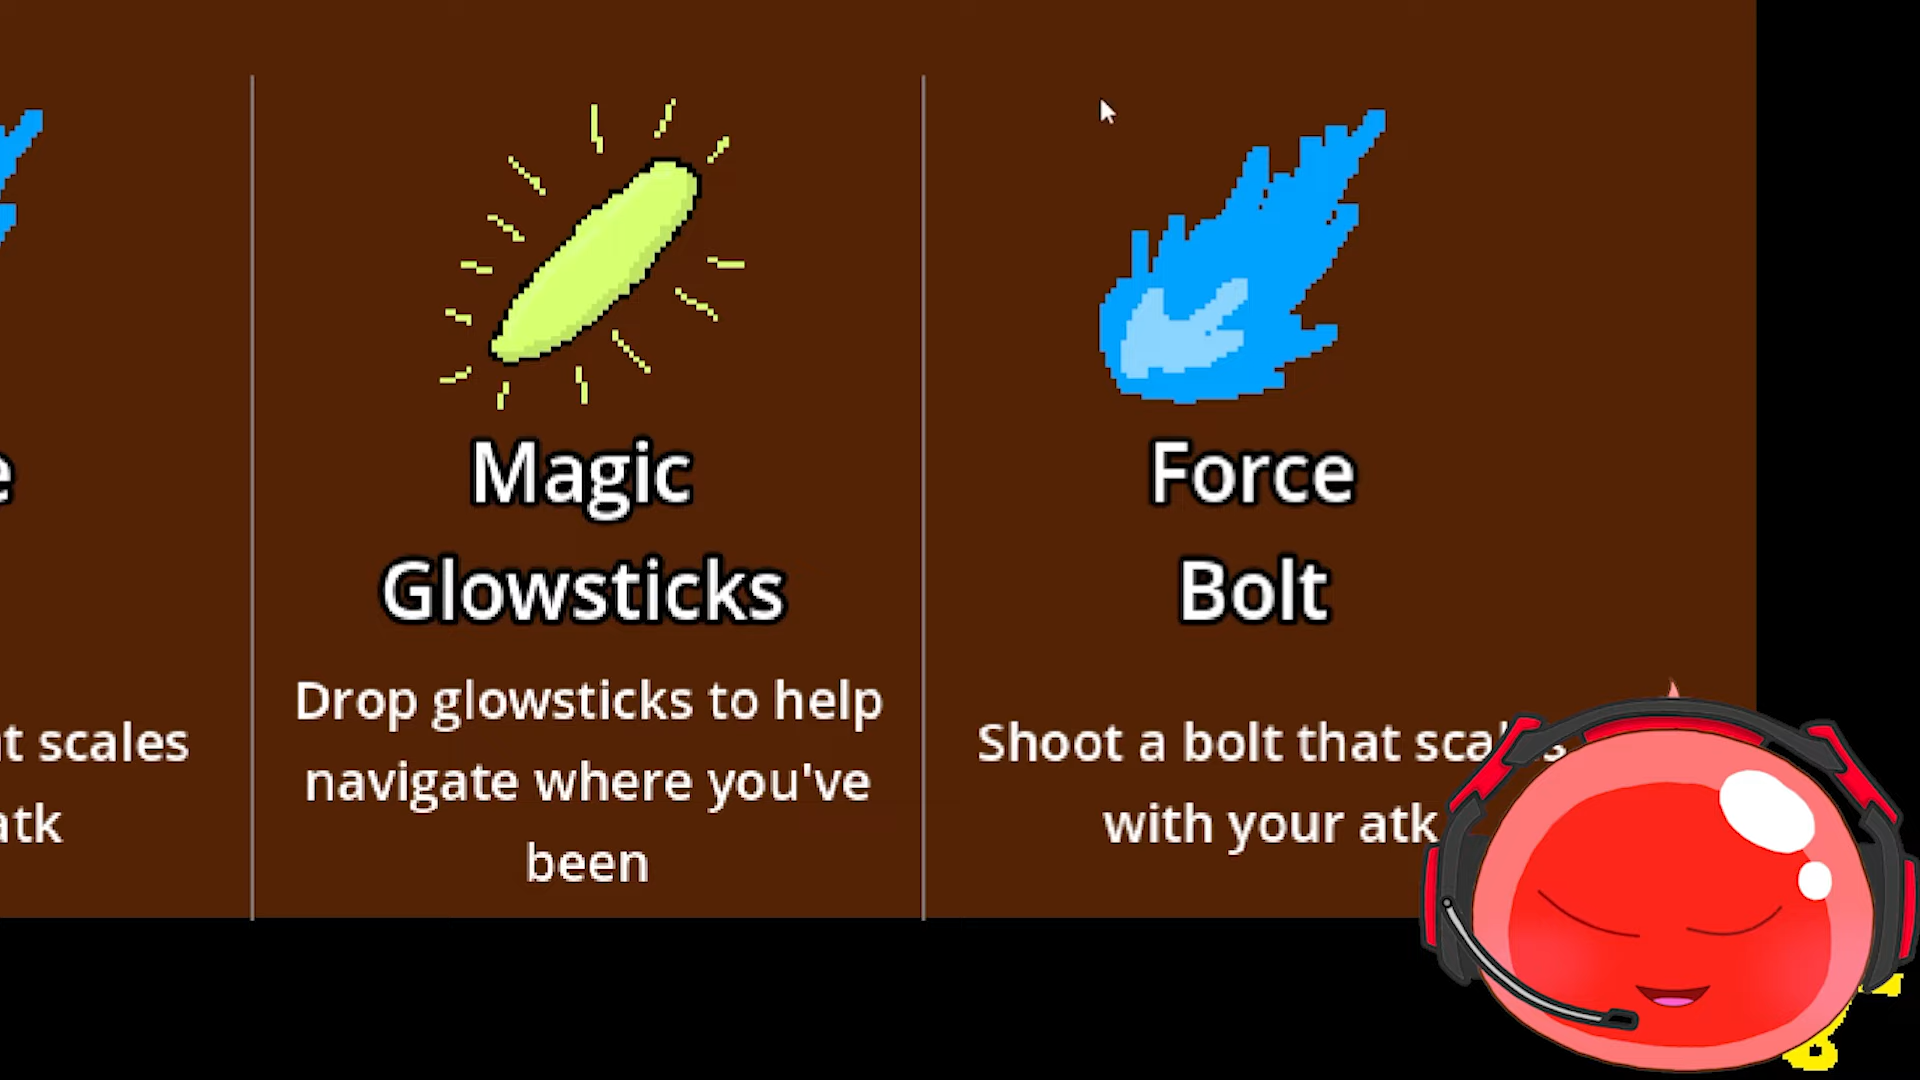 Magic
Glowsticks
Drop glowsticks to help
navigate where you've
been
Force
Bolt
Shoot a bolt that scales
with your atk
t scales
atk